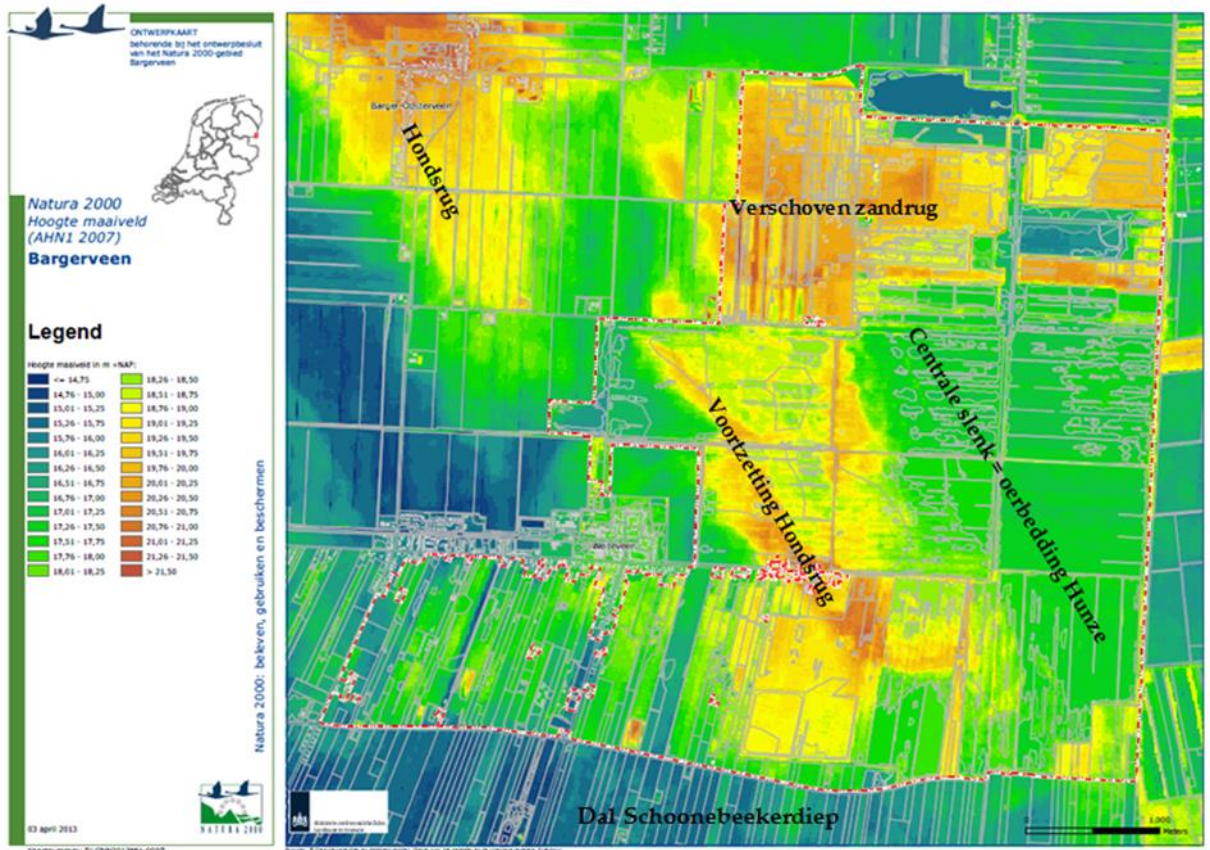 ONTWERPKAART
behorende bij het ontwerpbesluit
van het Natura 2000-gebied
Bargerveen
Natura 2000
Hoogte maaiveld
(AHN1 2007)
Bargerveen
Legend
Hoogte maaiveld in m +NAP:
<= 14,75
14,76 - 15,00
15,01 - 15,25
15,26 - 15,75
15,76 - 16,00
16,01 - 16,25
16,26 - 16,50
16,51 - 16,75
16,76 - 17,00
17,01 - 17,25
17,26 - 17,50
17,51 - 17,75
17,76 - 18,00
18,01 - 18,25
18,26 - 18,50
18,51 - 18,75
18,76 - 19,00
19,01 - 19,25
19,26 - 19,50
19,51 - 19,75
19,76 - 20,00
20,01 - 20,25
20,26 - 20,50
20,51 - 20,75
20,76 - 21,00
21,01 - 21,25
21,26 - 21,50
> 21,50
Natura 2000: beleven, gebruiken en beschermen
NATURA 2000
03 april 2013
Barger-Oosterveen
Hondsrug
Verschoven zandrug
Centrale slenk = oerbedding Hunze
Voortzetting Hondsrug
Dal Schoonebeekerdiep
1.000
Meters